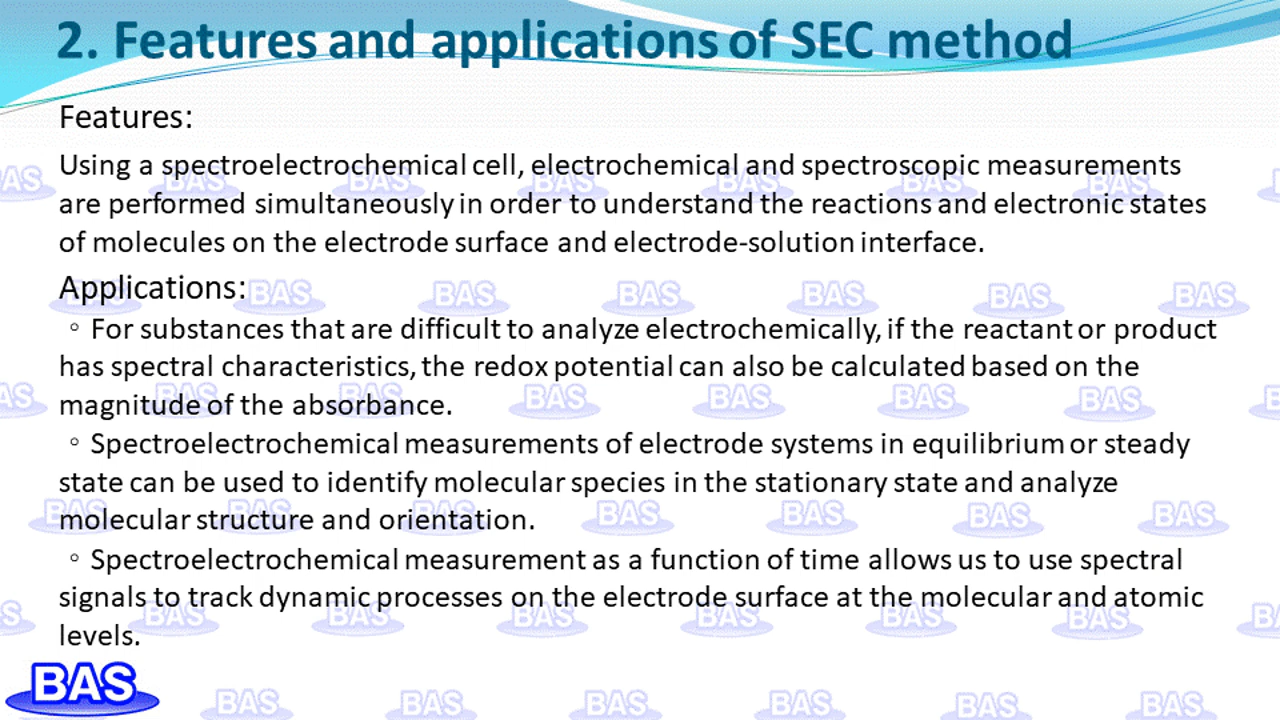 2. Features and applications of SEC method
Features:
Using a spectroelectrochemical cell, electrochemical and spectroscopic measurements
are performed simultaneously in order to understand the reactions and electronic states
of molecules on the electrode surface and electrode-solution interface.
Applications:
◦ For substances that are difficult to analyze electrochemically, if the reactant or product
has spectral characteristics, the redox potential can also be calculated based on the
magnitude of the absorbance.
◦ Spectroelectrochemical measurements of electrode systems in equilibrium or steady
state can be used to identify molecular species in the stationary state and analyze
molecular structure and orientation.
◦ Spectroelectrochemical measurement as a function of time allows us to use spectral
signals to track dynamic processes on the electrode surface at the molecular and atomic
levels.
BAS